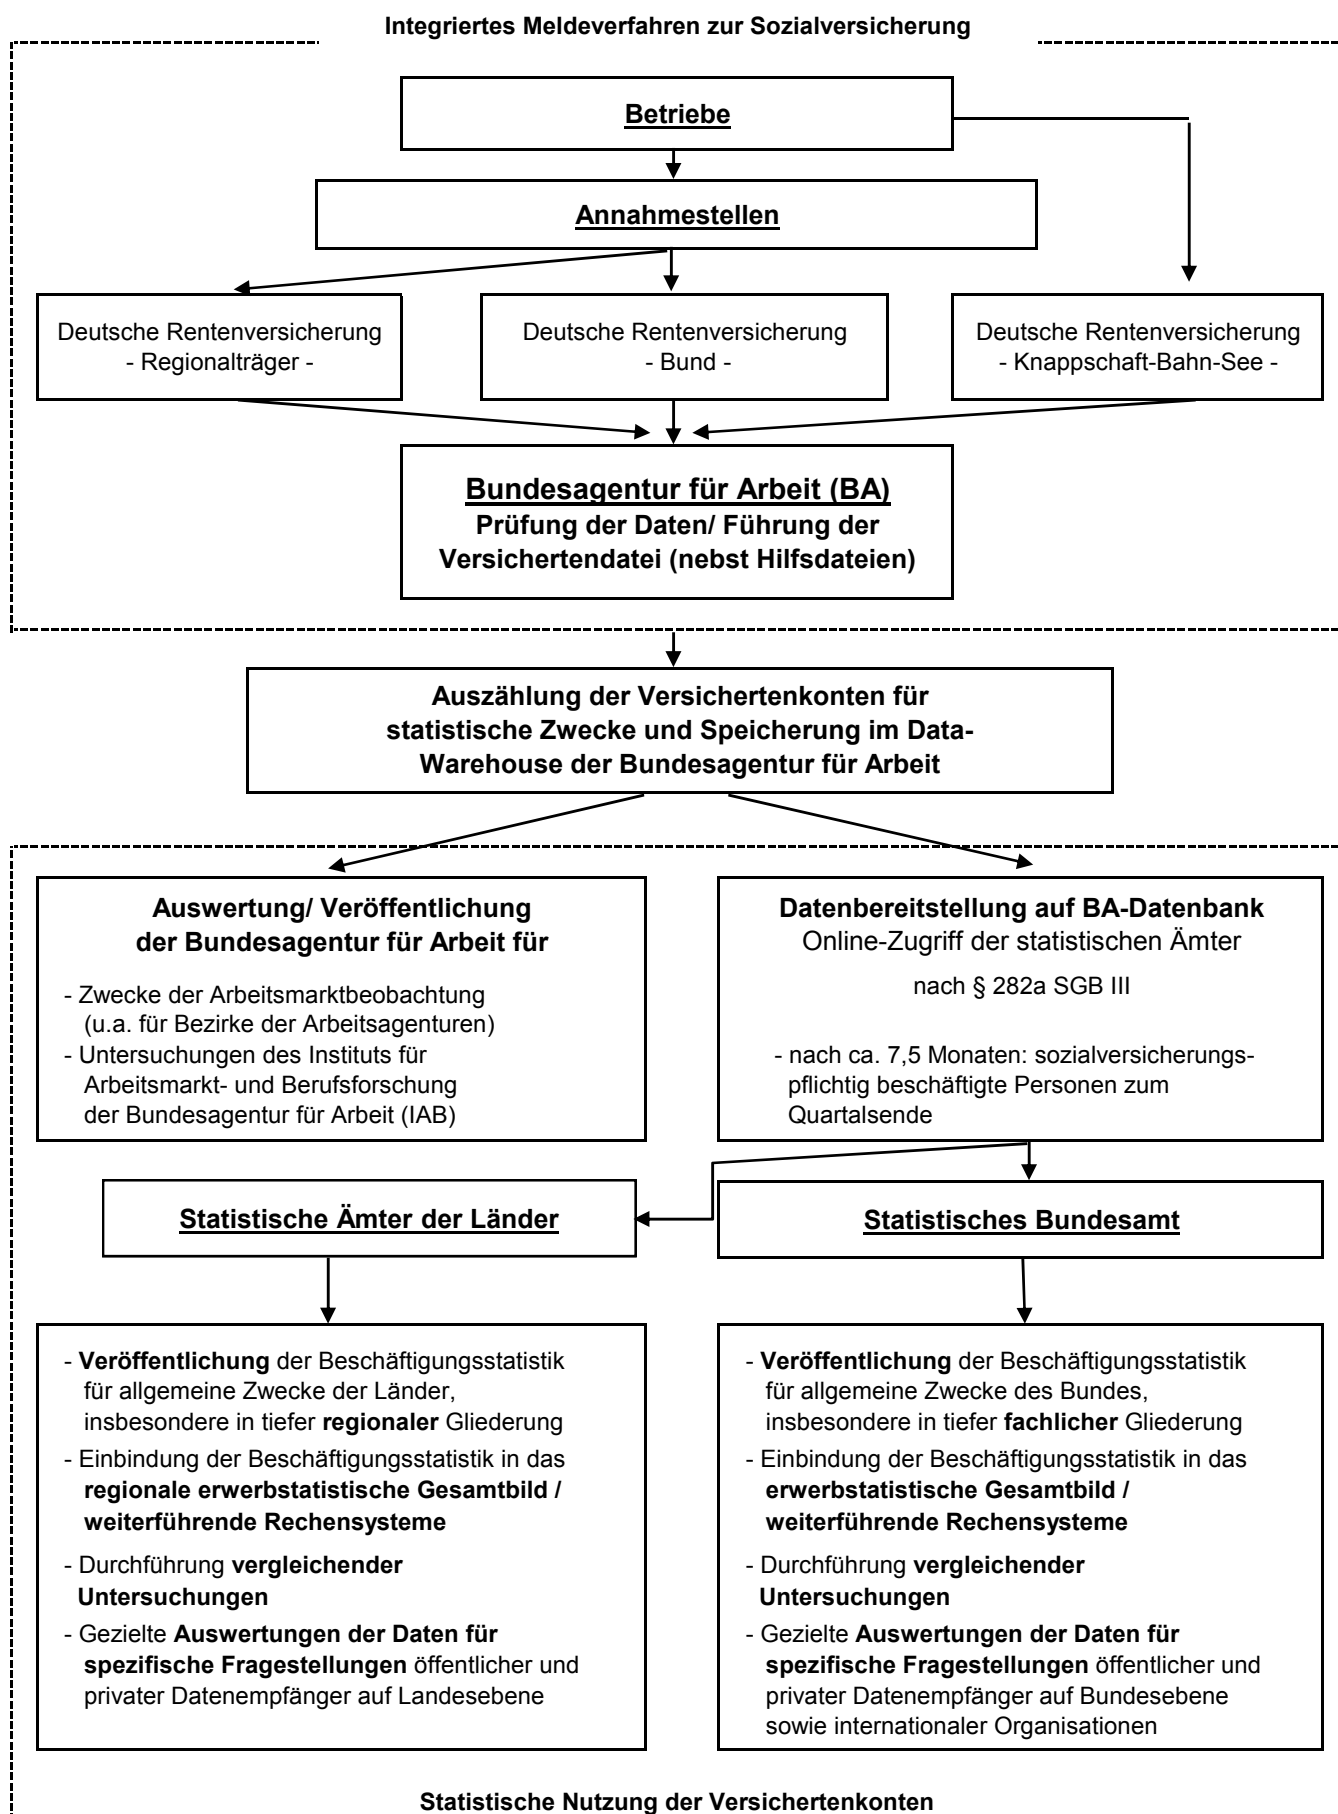 Integriertes Meldeverfahren zur Sozialversicherung
Betriebe
Annahmestellen
Deutsche Rentenversicherung
- Regionalträger -
Deutsche Rentenversicherung
- Bund -
Deutsche Rentenversicherung
- Knappschaft-Bahn-See -
Bundesagentur für Arbeit (BA)
Prüfung der Daten/ Führung der
Versichertendatei (nebst Hilfsdateien)
Auszählung der Versichertenkonten für
statistische Zwecke und Speicherung im Data-
Warehouse der Bundesagentur für Arbeit
Auswertung/ Veröffentlichung
der Bundesagentur für Arbeit für
- Zwecke der Arbeitsmarktbeobachtung
(u.a. für Bezirke der Arbeitsagenturen)
- Untersuchungen des Instituts für
Arbeitsmarkt- und Berufsforschung
der Bundesagentur für Arbeit (IAB)
Datenbereitstellung auf BA-Datenbank
Online-Zugriff der statistischen Ämter
nach § 282a SGB III
- nach ca. 7,5 Monaten: sozialversicherungs-
pflichtig beschäftigte Personen zum
Quartalsende
Statistische Ämter der Länder
Statistisches Bundesamt
- Veröffentlichung der Beschäftigungsstatistik
für allgemeine Zwecke der Länder,
insbesondere in tiefer regionaler Gliederung
- Einbindung der Beschäftigungsstatistik in das
regionale erwerbstatistische Gesamtbild /
weiterführende Rechensysteme
- Durchführung vergleichender
Untersuchungen
- Gezielte Auswertungen der Daten für
spezifische Fragestellungen öffentlicher und
privater Datenempfänger auf Landesebene
- Veröffentlichung der Beschäftigungsstatistik
für allgemeine Zwecke des Bundes,
insbesondere in tiefer fachlicher Gliederung
- Einbindung der Beschäftigungsstatistik in das
erwerbstatistische Gesamtbild /
weiterführende Rechensysteme
- Durchführung vergleichender
Untersuchungen
- Gezielte Auswertungen der Daten für
spezifische Fragestellungen öffentlicher und
privater Datenempfänger auf Bundesebene
sowie internationaler Organisationen
Statistische Nutzung der Versichertenkonten